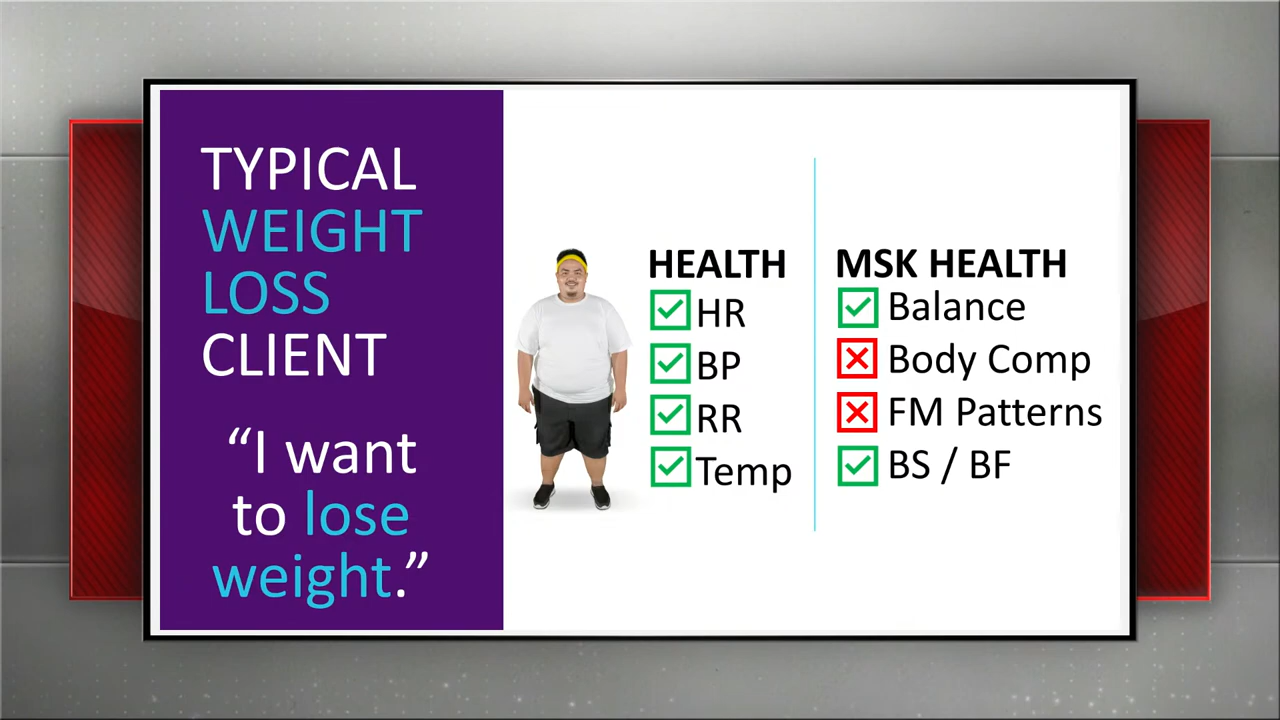 TYPICAL
WEIGHT
LOSS
CLIENT
“I want
to lose
weight.”
HEALTH
HR
BP
RR
Temp
MSK HEALTH
Balance
Body Comp
FM Patterns
BS / BF